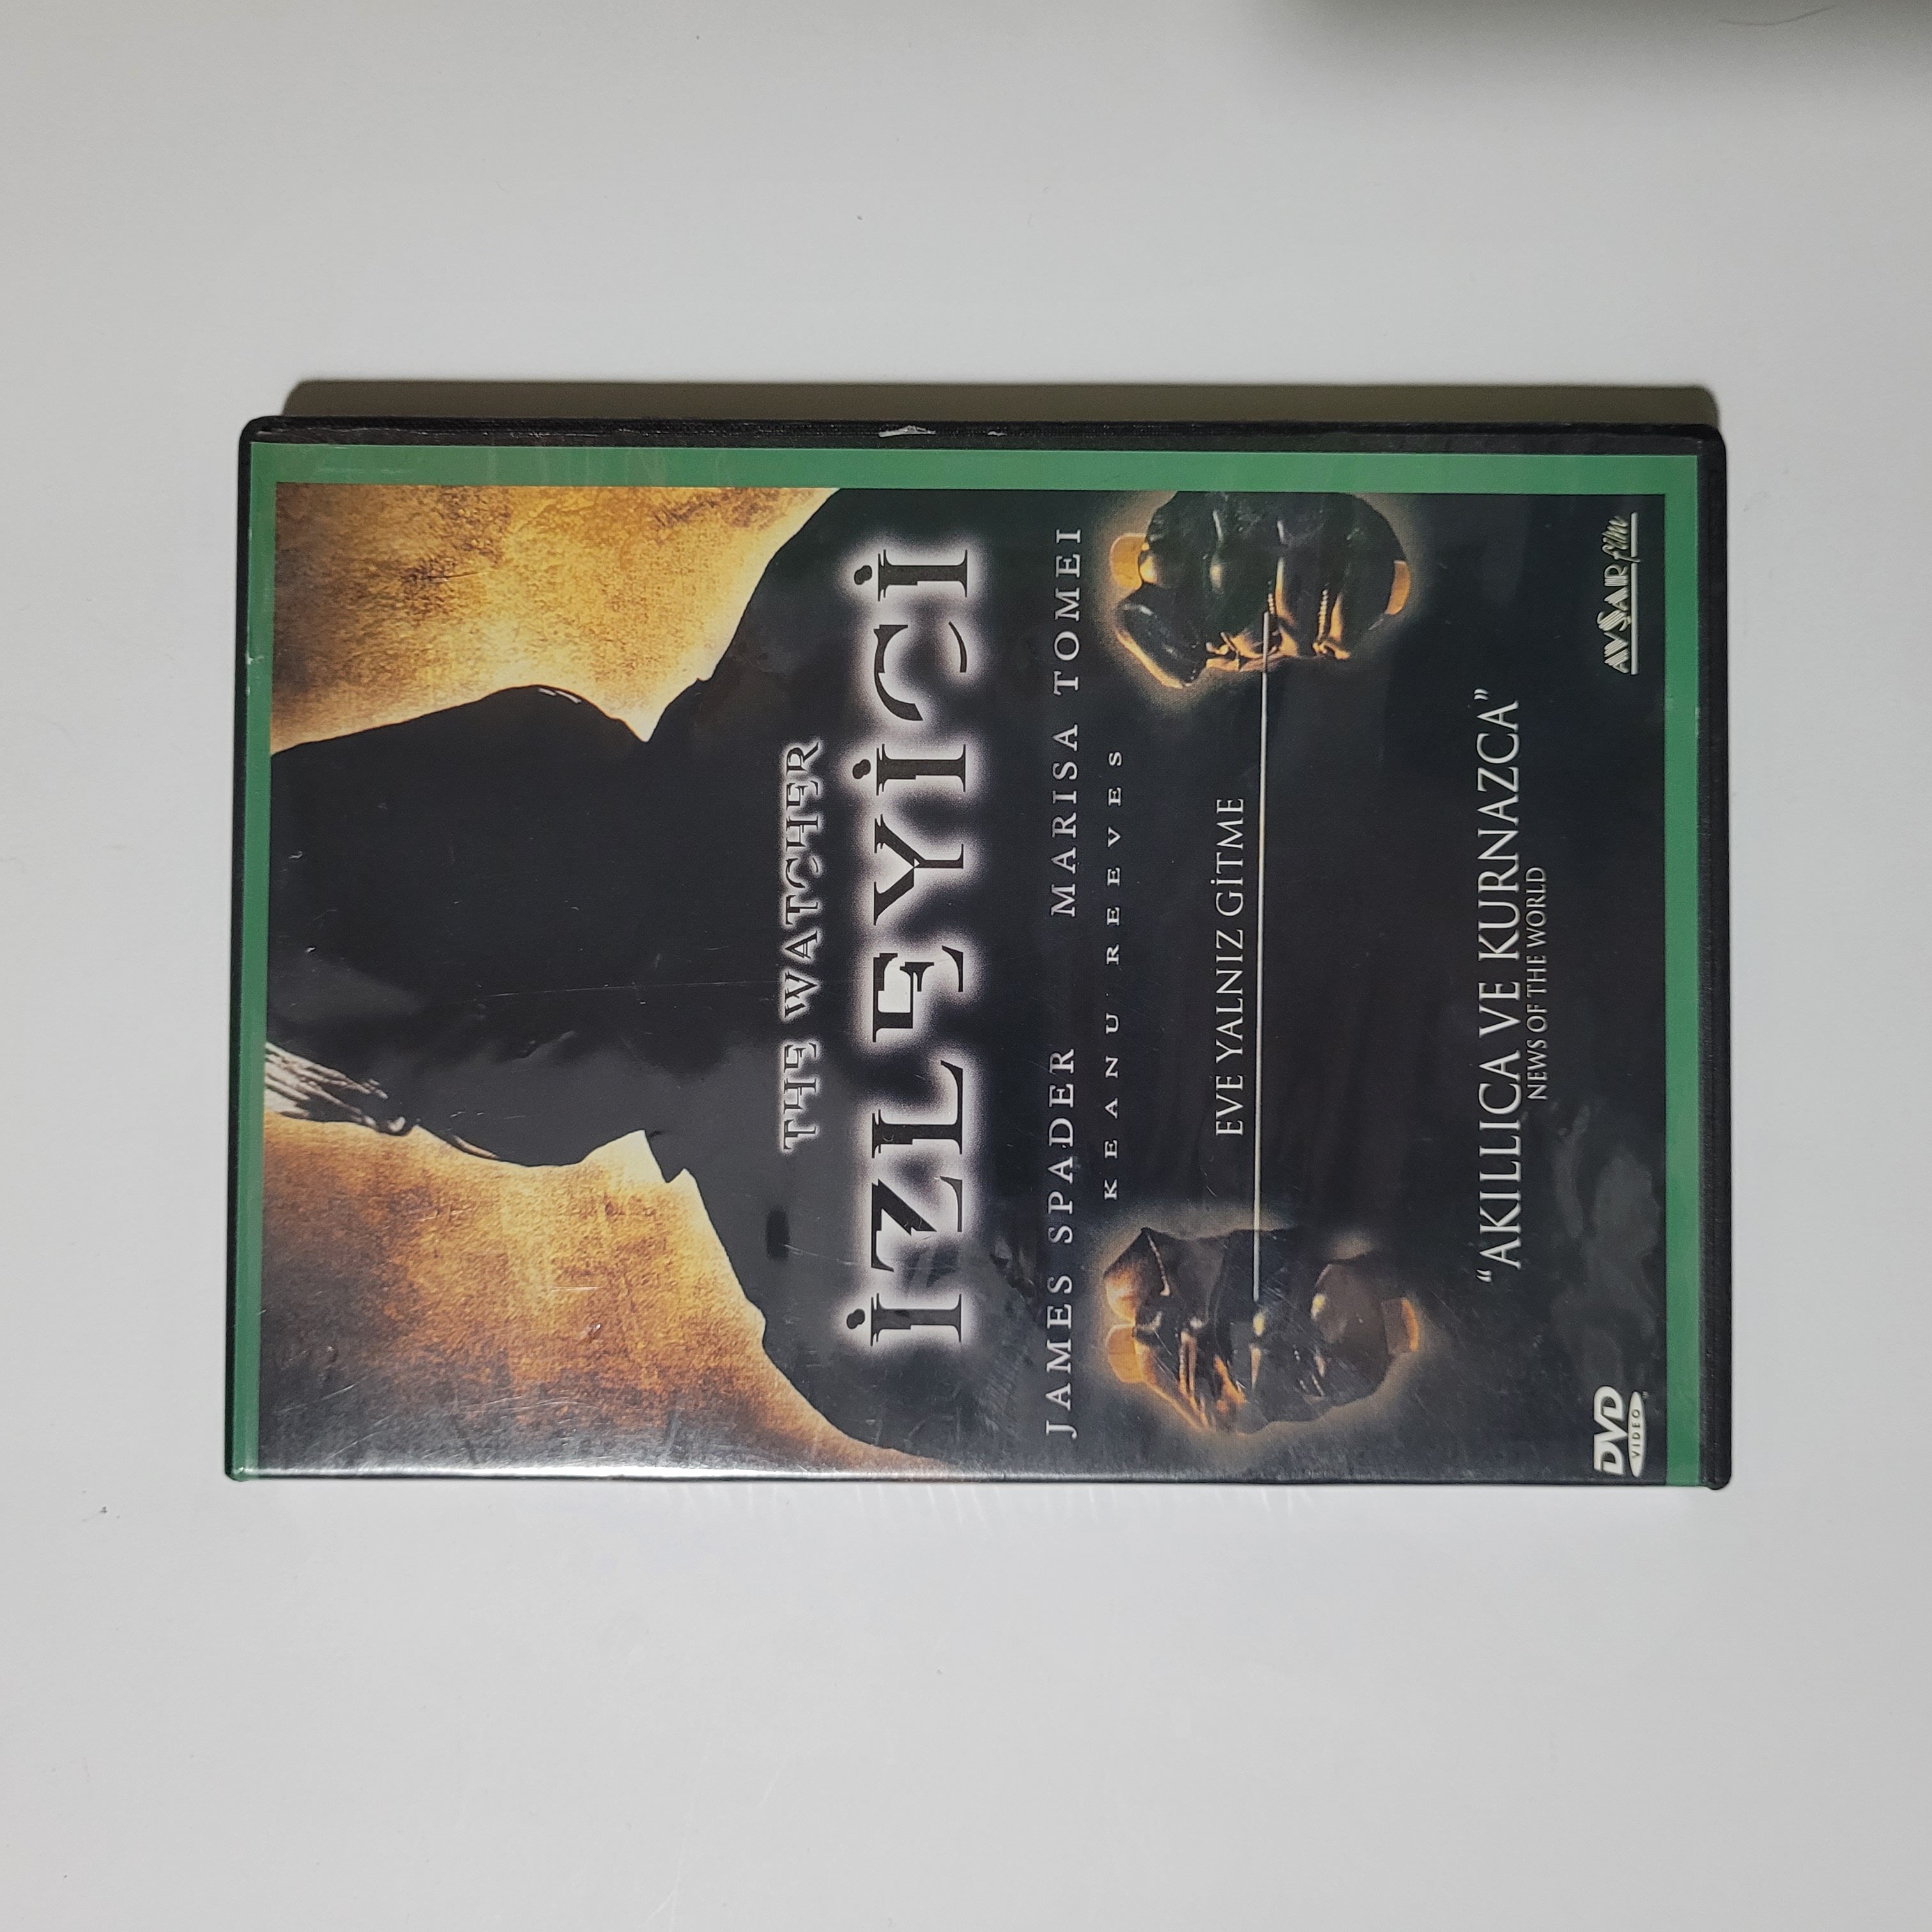 THE WATCHER
İZLEYİCİ
JAMES SPADER MARISA TOMEI
KEANU REEVES
EVE YALNIZ GİTME
"AKILLICA VE KURNAZCA"
NEWS OF THE WORLD
DVD
VIDEO
AVŞAR film